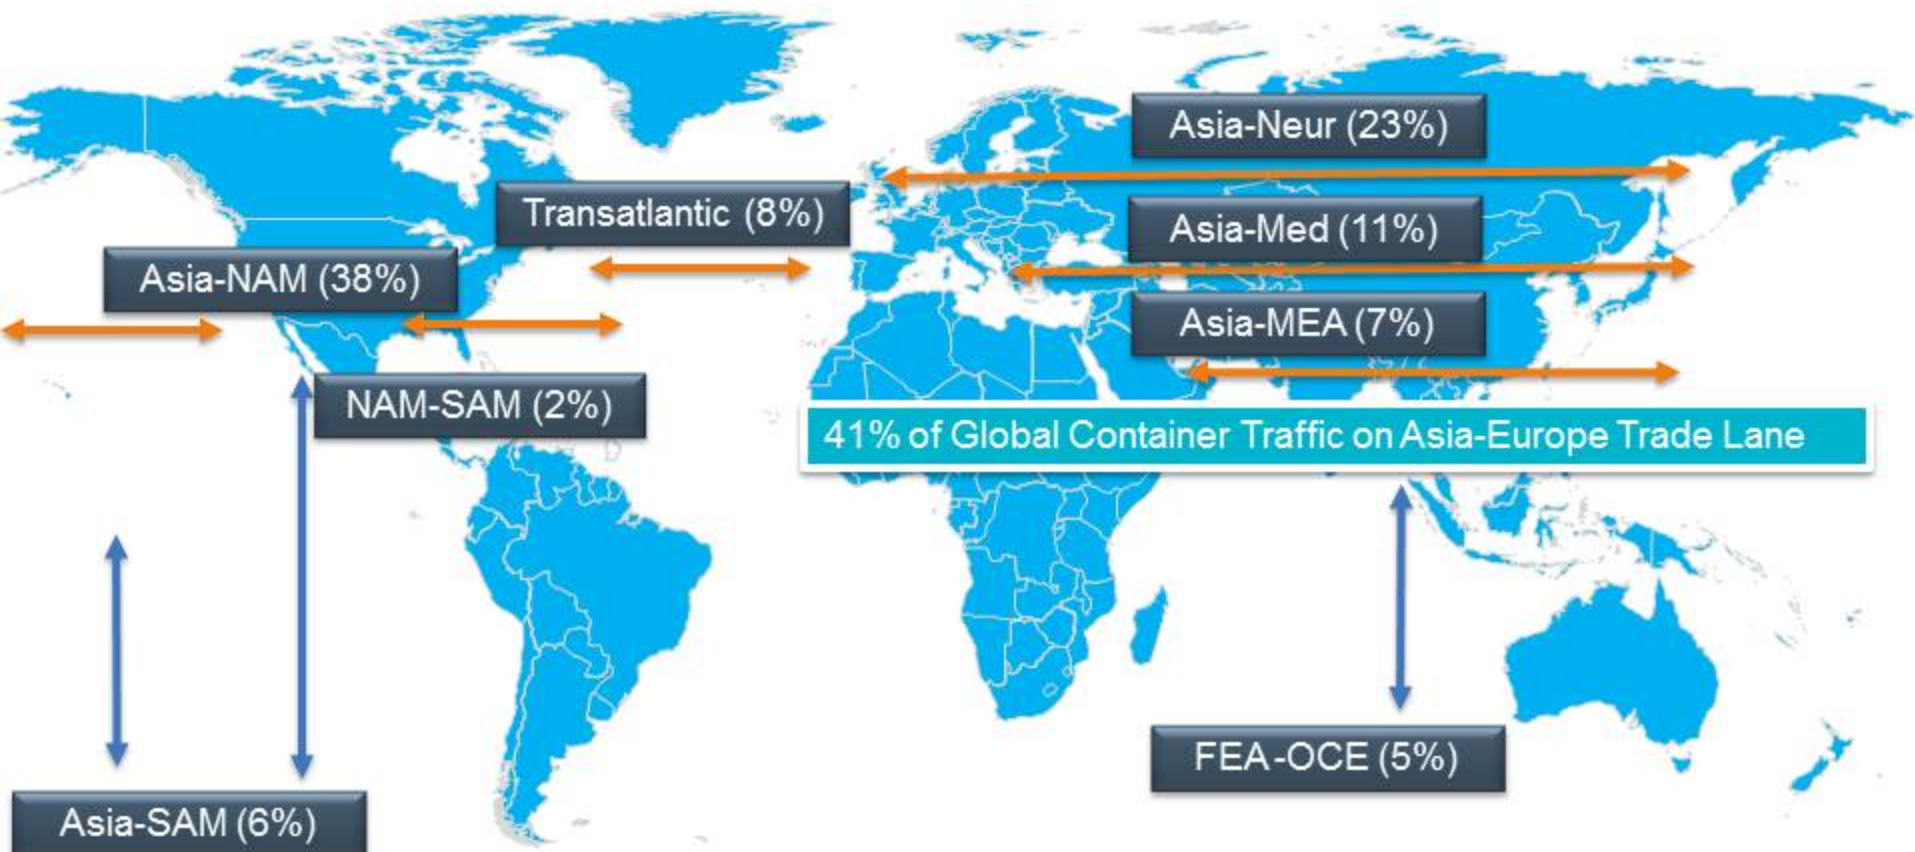 Asia-Neur (23%)
Transatlantic (8%)
Asia-Med (11%)
Asia-NAM (38%)
Asia-MEA (7%)
NAM-SAM (2%)
41% of Global Container Traffic on Asia-Europe Trade Lane
FEA-OCE (5%)
Asia-SAM (6%)